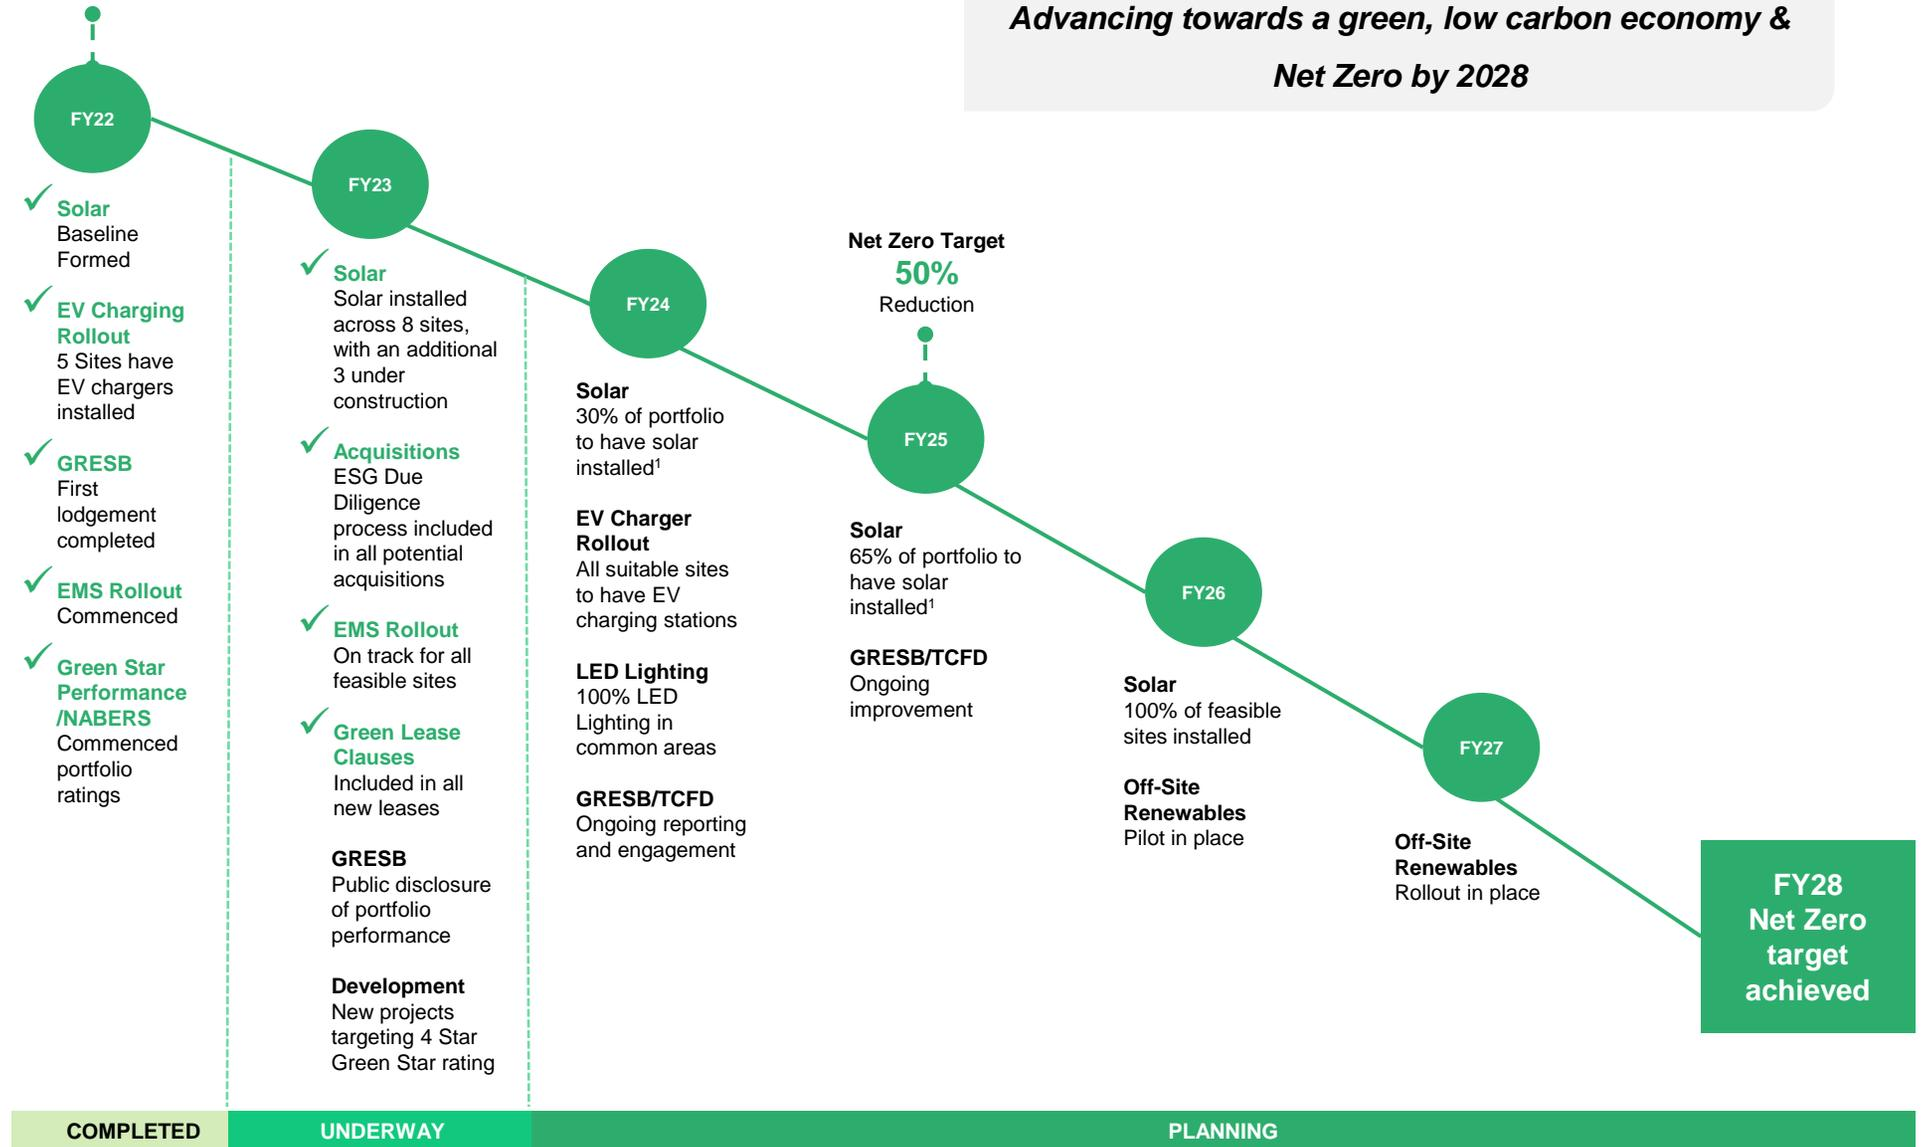 Advancing towards a green, low carbon economy &
Net Zero by 2028
FY22
Solar
Baseline
Formed
EV Charging
Rollout
5 Sites have
EV chargers
installed
GRESB
First
lodgement
completed
EMS Rollout
Commenced
Green Star
Performance
/NABERS
Commenced
portfolio
ratings
FY23
Solar
Solar installed
across 8 sites,
with an additional
3 under
construction
Acquisitions
ESG Due
Diligence
process included
in all potential
acquisitions
EMS Rollout
On track for all
feasible sites
Green Lease
Clauses
Included in all
new leases
GRESB
Public disclosure
of portfolio
performance
Development
New projects
targeting 4 Star
Green Star rating
FY24
Solar
30% of portfolio
to have solar
installed¹
EV Charger
Rollout
All suitable sites
to have EV
charging stations
LED Lighting
100% LED
Lighting in
common areas
GRESB/TCFD
Ongoing reporting
and engagement
Net Zero Target
50%
Reduction
FY25
Solar
65% of portfolio to
have solar
installed¹
GRESB/TCFD
Ongoing
improvement
FY26
Solar
100% of feasible
sites installed
Off-Site
Renewables
Pilot in place
FY27
Off-Site
Renewables
Rollout in place
FY28
Net Zero
target
achieved
COMPLETED
UNDERWAY
PLANNING